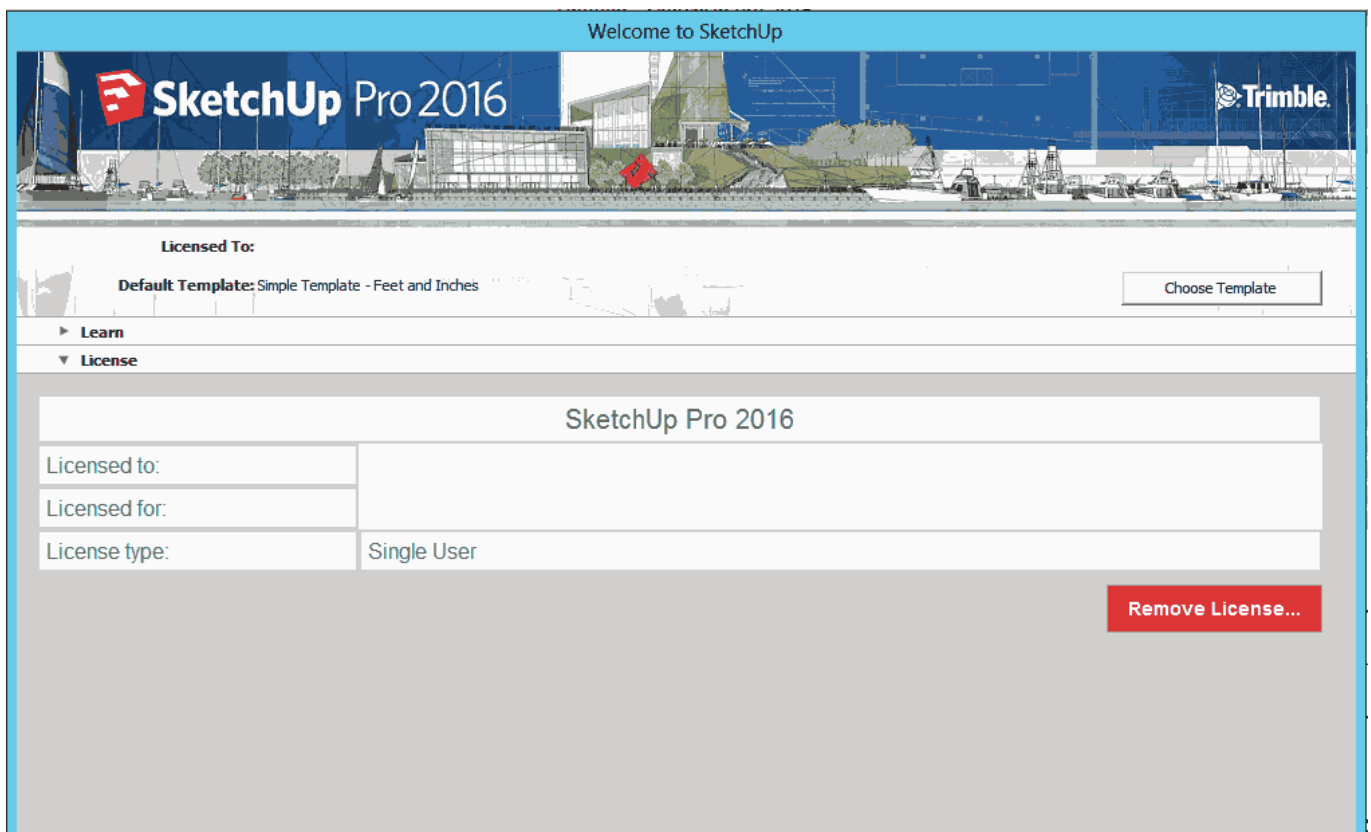 Welcome to SketchUp
SketchUp Pro 2016
Trimble.
Licensed To:
Default Template: Simple Template - Feet and Inches
Choose Template
Learn
License
SketchUp Pro 2016
Licensed to:
Licensed for:
License type: Single User
Remove License...